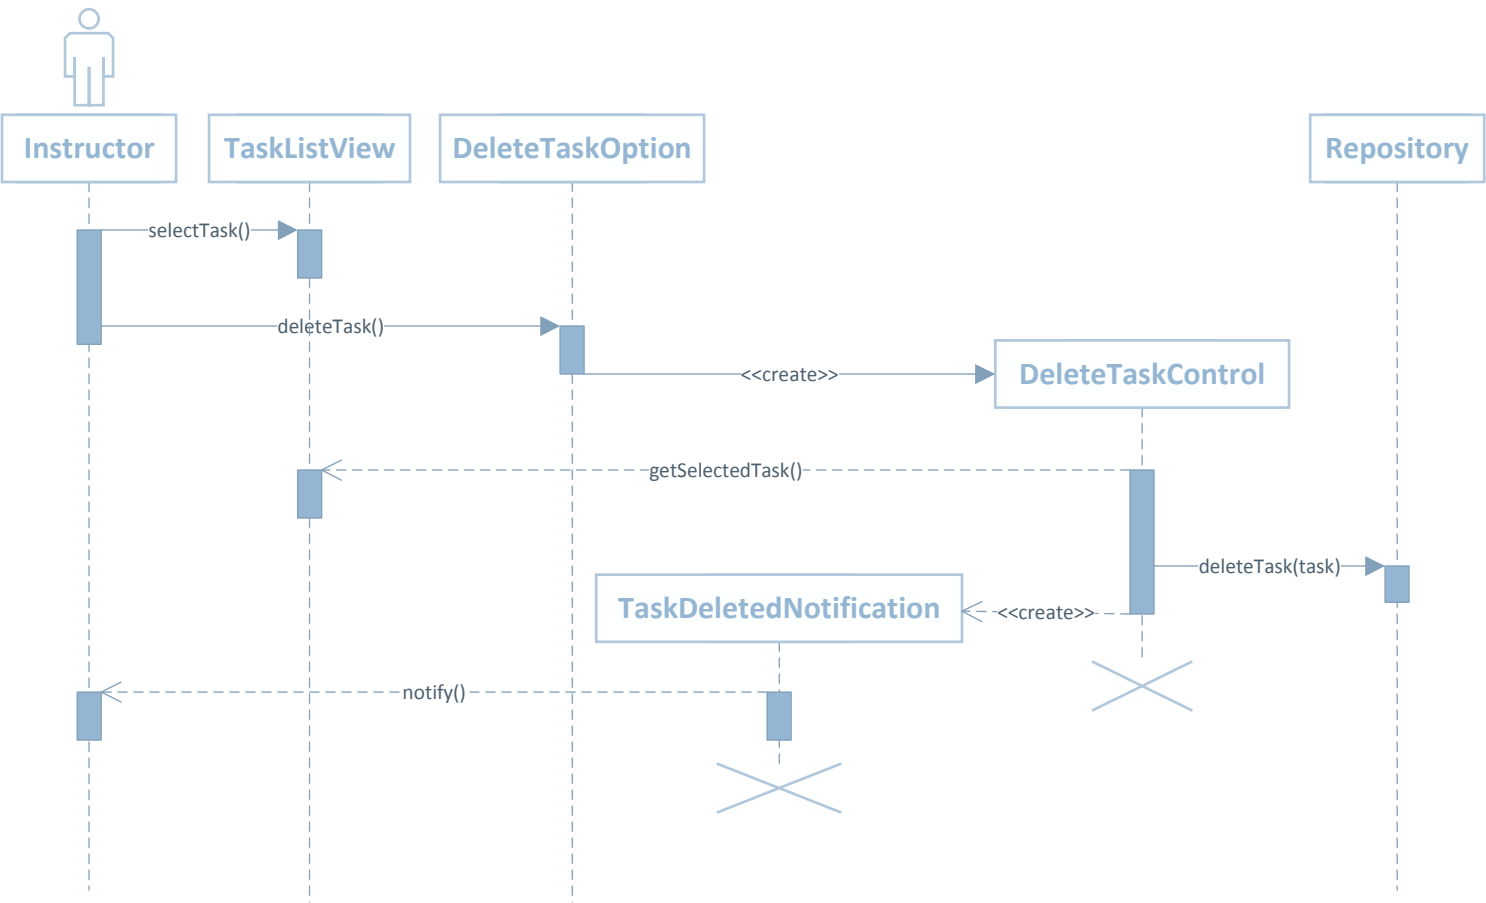 Instructor
TaskListView
DeleteTaskOption
Repository
selectTask()
deleteTask()
<<create>>
DeleteTaskControl
getSelectedTask()
deleteTask(task)
TaskDeletedNotification
<<create>>
notify()